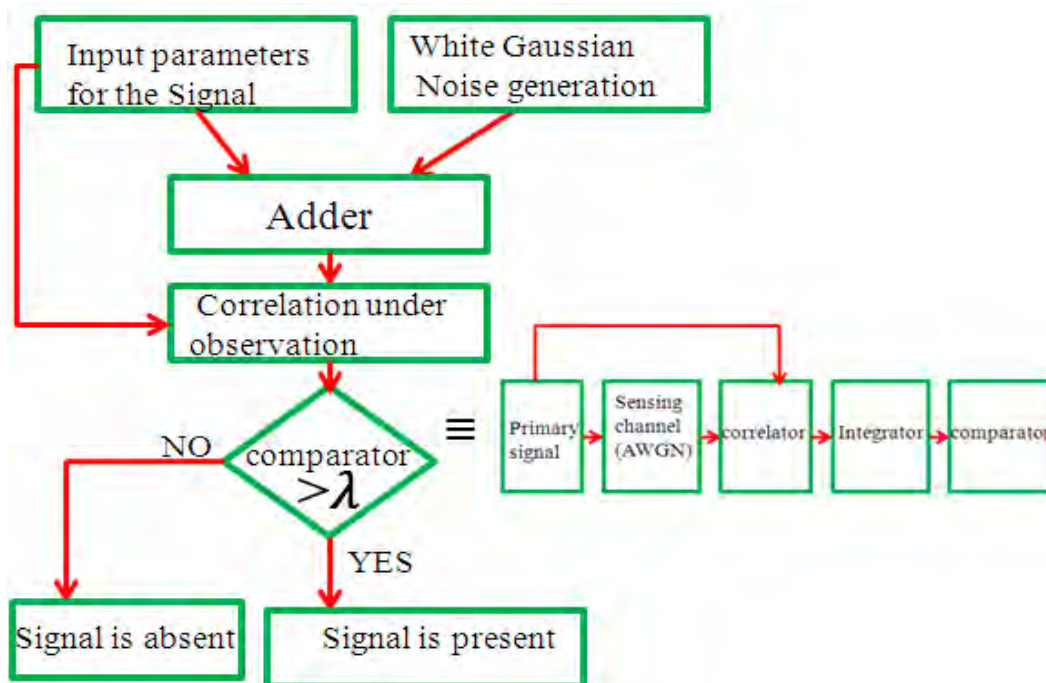 Input parameters
for the Signal
White Gaussian
Noise generation
Adder
Correlation under
observation
comparator
>λ
NO
YES
Signal is absent
Signal is present
≡
Primary
signal
Sensing
channel
(AWGN)
correlator
Integrator
comparator